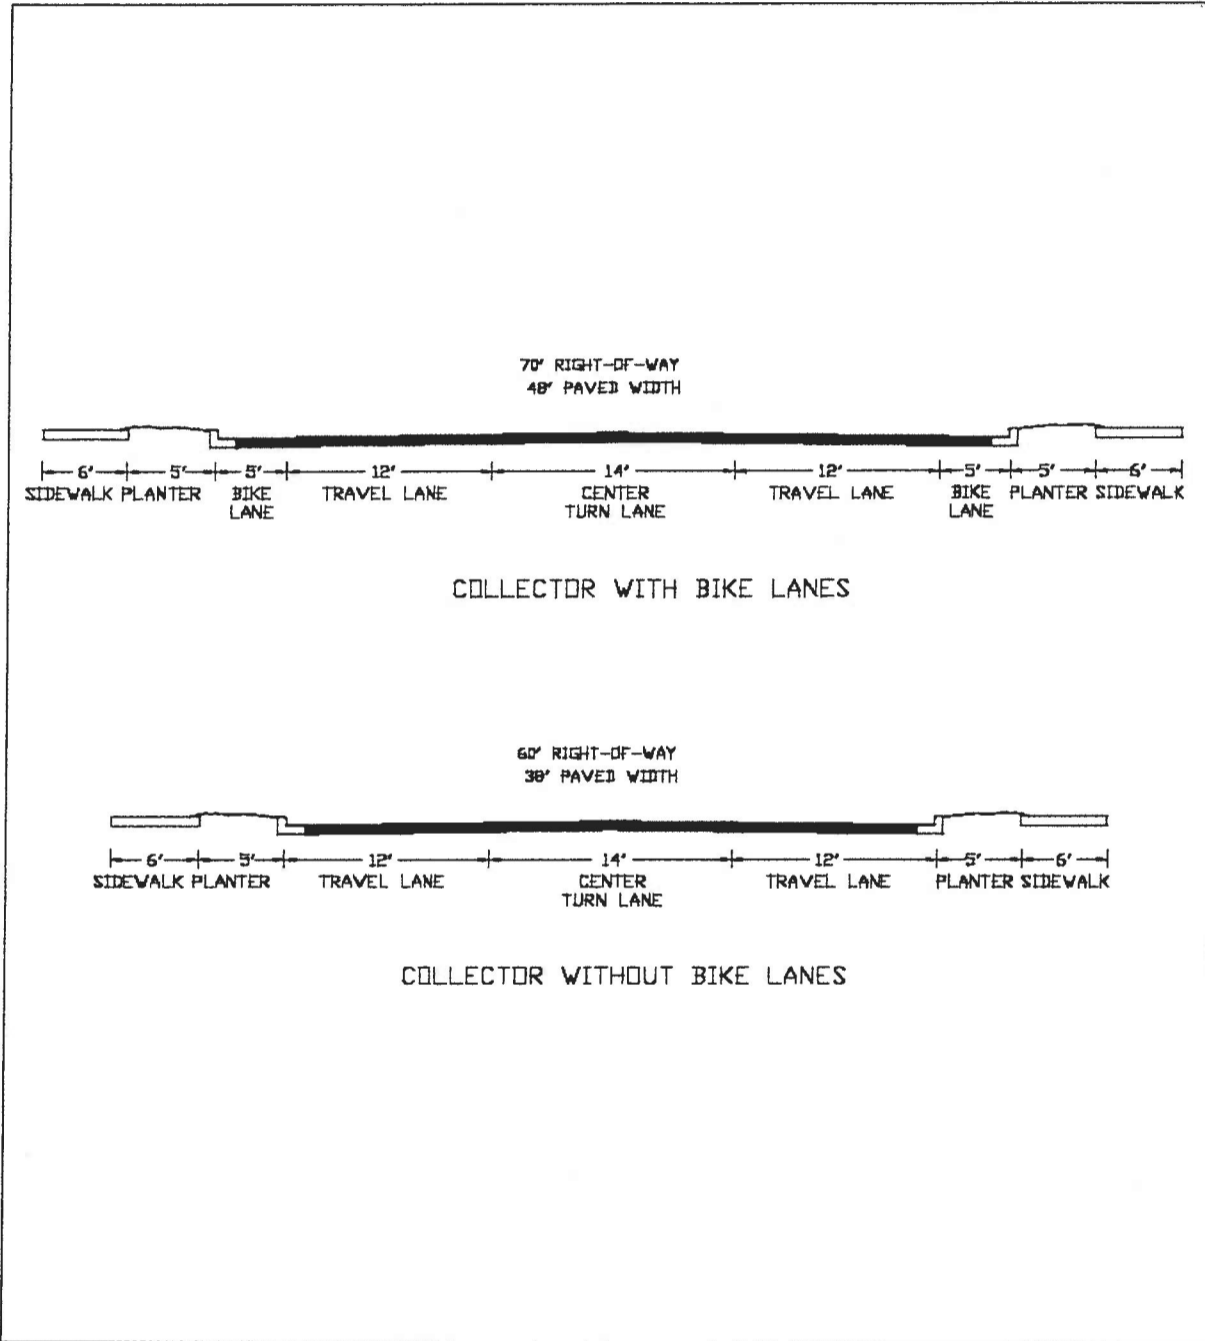 70' RIGHT-OF-WAY
48' PAVED WIDTH
6' 5' 5' 12' 14' 12' 5' 5' 6'
SIDEWALK PLANTER BIKE TRAVEL LANE CENTER TRAVEL LANE BIKE PLANTER SIDEWALK
LANE TURN LANE LANE
COLLECTOR WITH BIKE LANES
60' RIGHT-OF-WAY
38' PAVED WIDTH
6' 5' 12' 14' 12' 5' 6'
SIDEWALK PLANTER TRAVEL LANE CENTER TRAVEL LANE PLANTER SIDEWALK
TURN LANE
COLLECTOR WITHOUT BIKE LANES